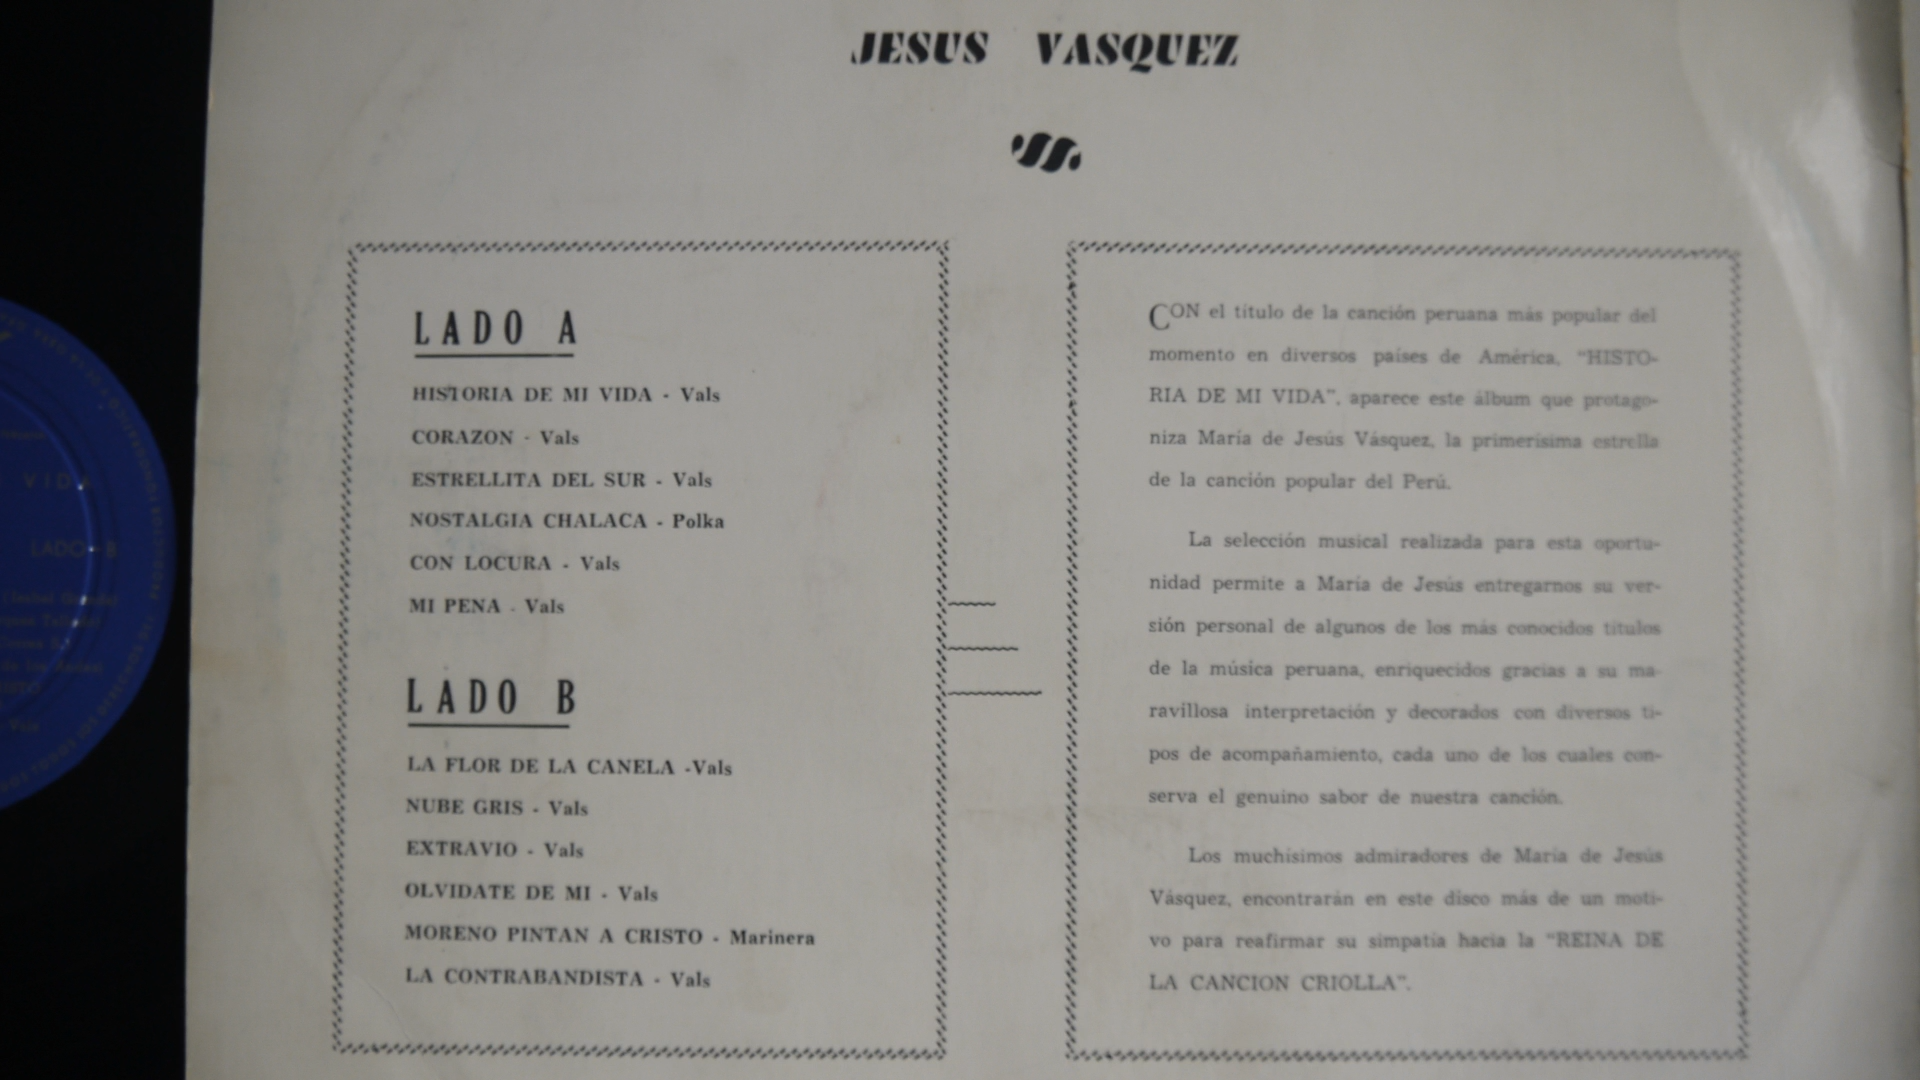 JESUS VASQUEZ
LADO A
HISTORIA DE MI VIDA - Vals
CORAZON - Vals
ESTRELLITA DEL SUR - Vals
NOSTALGIA CHALACA - Polka
CON LOCURA - Vals
MI PENA - Vals
LADO B
LA FLOR DE LA CANELA -Vals
NUBE GRIS - Vals
EXTRAVIO - Vals
OLVIDATE DE MI - Vals
MORENO PINTAN A CRISTO - Marinera
LA CONTRABANDISTA - Vals
CON el título de la canción peruana más popular del
momento en diversos países de América, "HISTO-
RIA DE MI VIDA", aparece este álbum que protago-
niza María de Jesús Vásquez, la primerísima estrella
de la canción popular del Perú.
La selección musical realizada para esta oportu-
nidad permite a María de Jesús entregarnos su ver-
sión personal de algunos de los más conocidos títulos
de la música peruana, enriquecidos gracias a su ma-
ravillosa interpretación y decorados con diversos ti-
pos de acompañamiento, cada uno de los cuales con-
serva el genuino sabor de nuestra canción.
Los muchísimos admiradores de María de Jesús
Vásquez, encontrarán en este disco más de un moti-
vo para reafirmar su simpatía hacia la "REINA DE
LA CANCION CRIOLLA".
VIDA
LADO - B